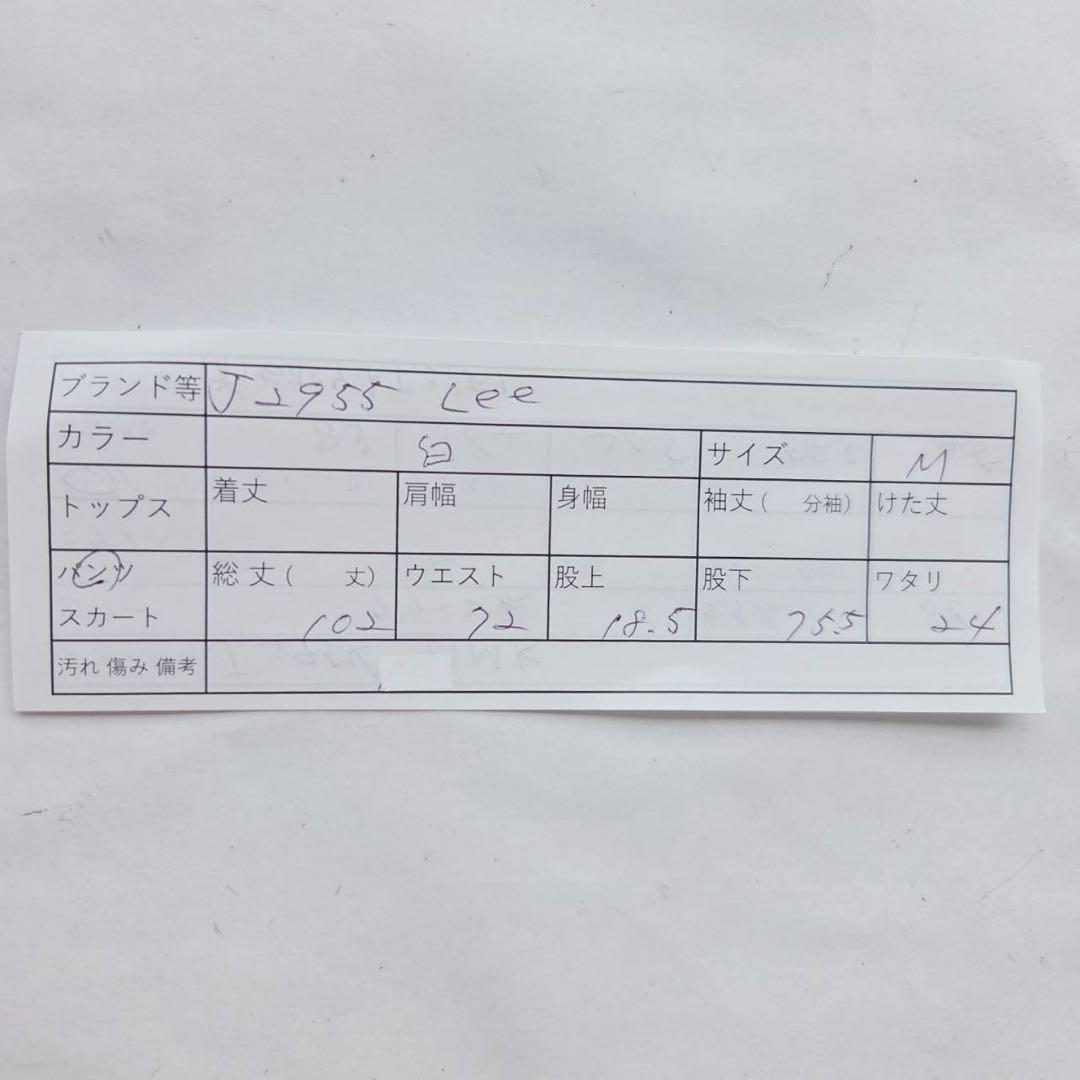 ブランド等 J2955 Lee
カラー 白 サイズ M
トップス 着丈 肩幅 身幅 袖丈( 分袖) けた丈
パンツ 総丈( 丈) ウエスト 股上 股下 ワタリ
スカート 102 72 18.5 75.5 24
汚れ 傷み 備考